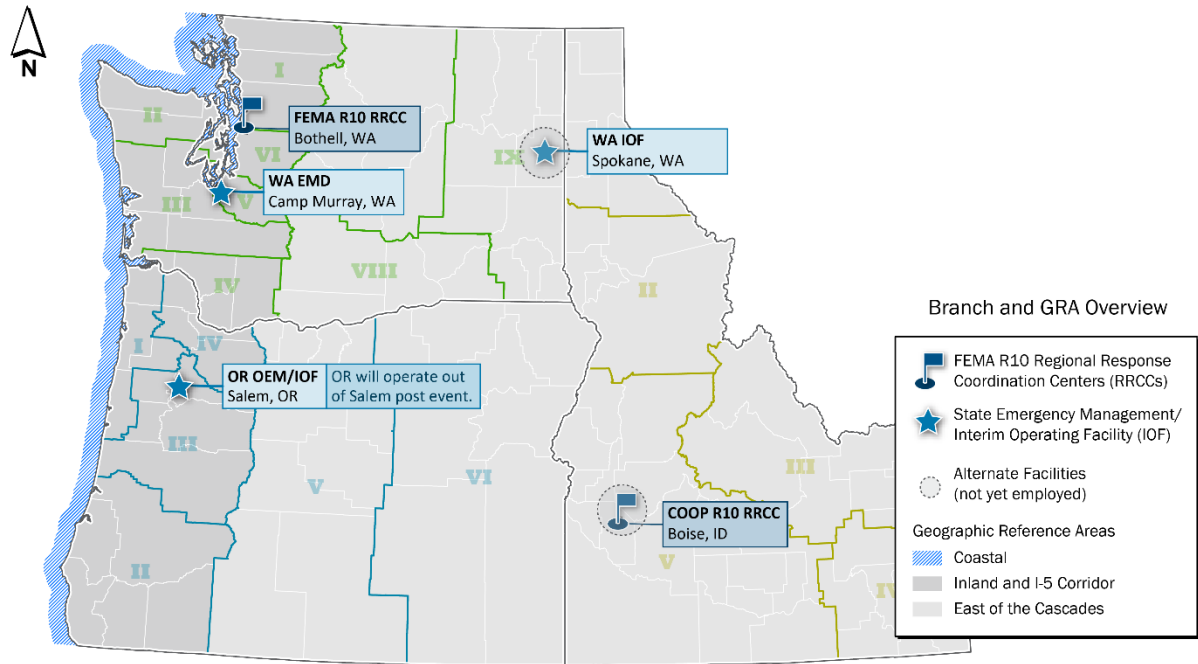 N
I
II
FEMA R10 RRCC
Bothell, WA
VI
IX
WA IOF
Spokane, WA
WA EMD
Camp Murray, WA
III
V
IV
VIII
II
I
IV
OR OEM/IOF
Salem, OR
OR will operate out
of Salem post event.
III
V
VI
II
III
COOP R10 RRCC
Boise, ID
V
IV
Branch and GRA Overview
FEMA R10 Regional Response
Coordination Centers (RRCCs)
State Emergency Management/
Interim Operating Facility (IOF)
Alternate Facilities
(not yet employed)
Geographic Reference Areas
Coastal
Inland and I-5 Corridor
East of the Cascades